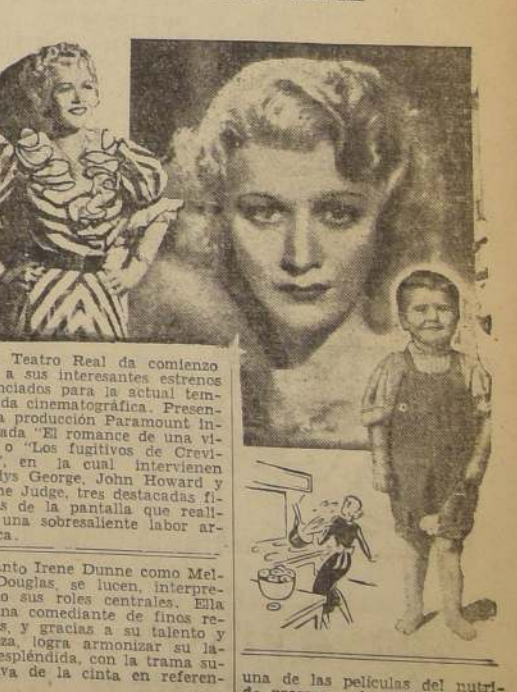 Teatro Real da comienzo
a sus interesantes estrenos
nciados para la actual tem-
da cinematográfica. Presen-
a producción Paramount in-
ada "El romance de una vi-
o "Los fugitivos de Crevi-
", en la cual intervienen
dys George, John Howard y
ne Judge, tres destacadas fi-
s de la pantalla que reali-
una sobresaliente labor ar-
ca.
anto Irene Dunne como Mel-
Douglas, se lucen, interpre-
o sus roles centrales. Ella
na comediante de finos re-
s, y gracias a su talento y
za, logra armonizar su la-
espléndida, con la trama su-
va de la cinta en referen-
una de las películas del nutri-